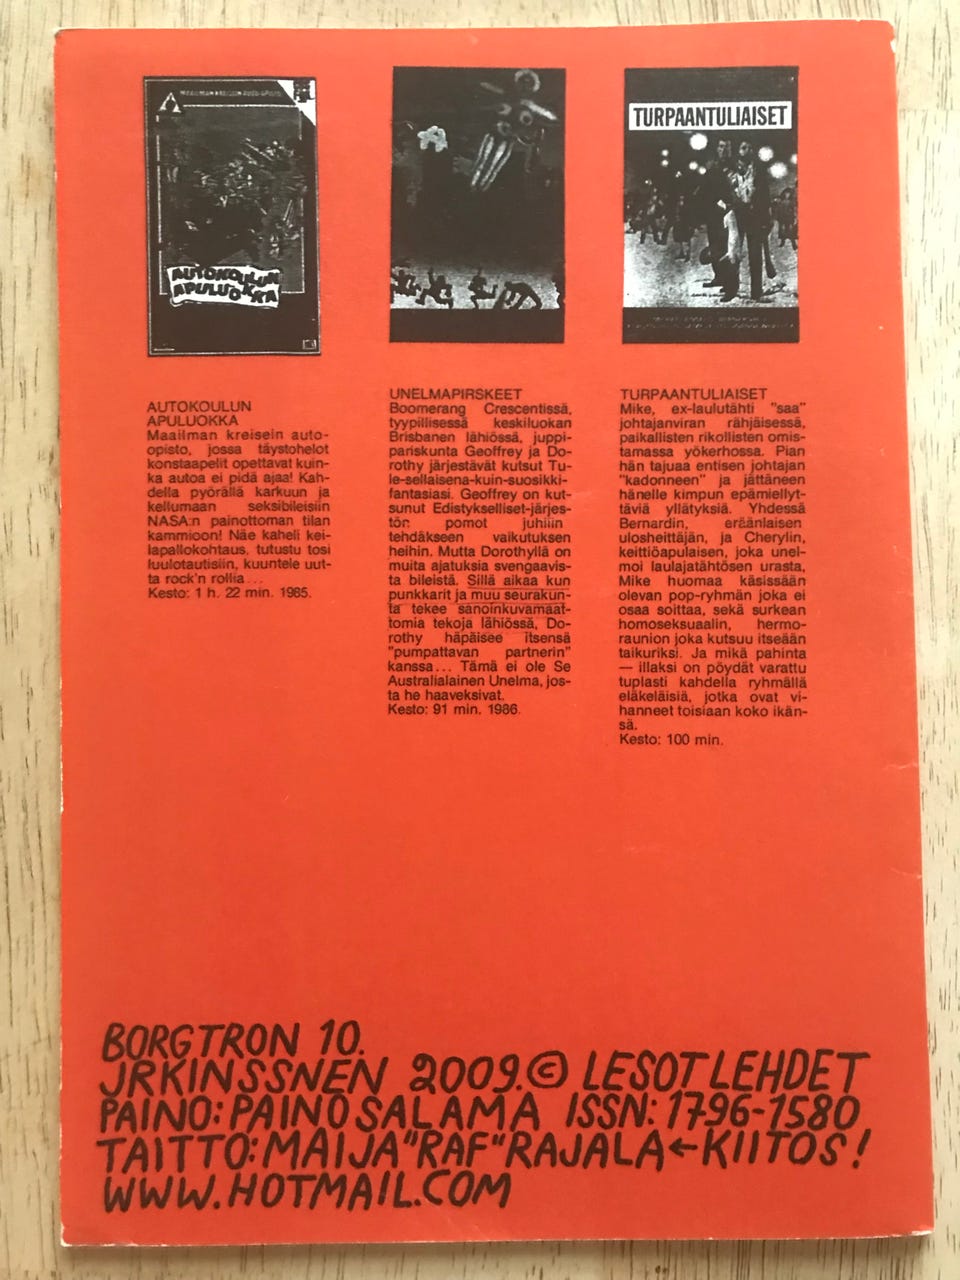 AUTOKOULUN
APULUOKKA
TURPAANTULIAISET
AUTOKOULUN
APULUOKKA
Maailman kreisein auto-
opisto, jossa täystohelot
konstaapelit opettavat kuin-
ka autoa ei pidä ajaa! Kah-
della pyörällä karkuun ja
kellumaan seksibileisiin
NASA:n painottoman tilan
kammioon! Näe kaheli kei-
lapallokohtaus, tutustu tosi
luulotautisiin, kuuntele uut-
ta rock'n rollia...
Kesto: 1 h. 22 min. 1985.
UNELMAPIRSKEET
Boomerang Crescentissä,
tyypillisessä keskiluokan
Brisbanen lähiössä, juppi-
pariskunta Geoffrey ja Do-
rothy järjestävät kutsut Tu-
le-sellaisena-kuin-suosikki-
fantasiasi. Geoffrey on kut-
sunut Edistykselliset-järjes-
tön pomot juhliin
tehdäkseen vaikutuksen
heihin. Mutta Dorothyllä on
muita ajatuksia svengaavis-
ta bileistä. Sillä aikaa kun
punkkarit ja muu seurakun-
ta tekee sanoinkuvamaat-
tomia tekoja lähiössä, Do-
rothy häpäisee itsensä
"pumpattavan partnerin"
kanssa... Tämä ei ole Se
Australialainen Unelma, jos-
ta he haaveksivat.
Kesto: 91 min. 1986.
TURPAANTULIAISET
Mike, ex-laulutähti "saa"
johtajanviran rähjäisessä,
paikallisten rikollisten omis-
tamassa yökerhossa. Pian
hän tajuaa entisen johtajan
"kadonneen" ja jättäneen
hänelle kimpun epämiellyt-
täviä yllätyksiä. Yhdessä
Bernardin, eräänlaisen
ulosheittäjän, ja Cherylin,
keittiöapulaisen, joka unel-
moi laulajatähtösen urasta,
Mike huomaa käsissään
olevan pop-ryhmän joka ei
osaa soittaa, sekä surkean
homoseksuaalin, hermo-
raunion joka kutsuu itseään
taikuriksi. Ja mikä pahinta
— illaksi on pöydät varattu
tuplasti kahdella ryhmällä
eläkeläisiä, jotka ovat vi-
hanneet toisiaan koko ikän-
sä.
Kesto: 100 min.
BORGTRON 10.
JRKINSSNEN 2009.© LESOT LEHDET
PAINO: PAINOSALAMA ISSN: 1796-1580
TAITTO: MAIJA "RAF" RAJALA ← KIITOS!
WWW.HOTMAIL.COM